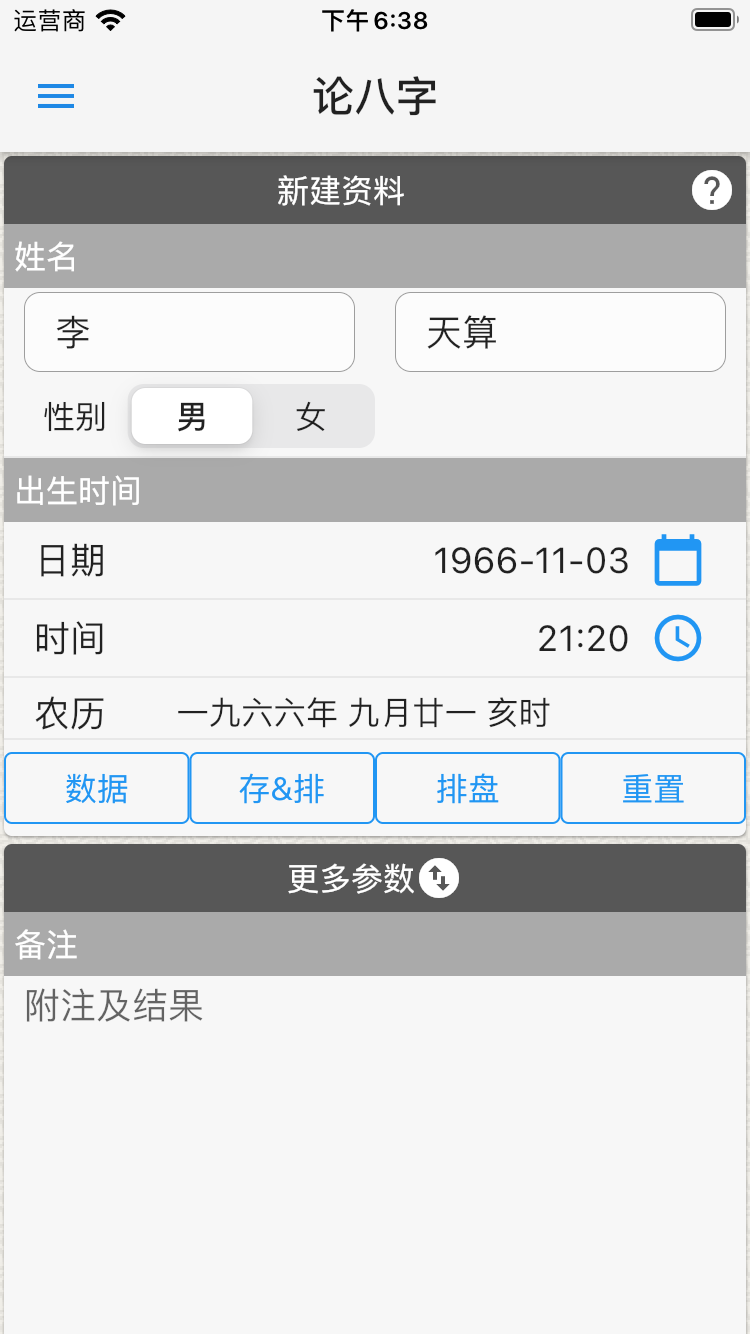 运营商 下午6:38
论八字
新建资料 ?
姓名
李 天算
性别 男 女
出生时间
日期 1966-11-03
时间 21:20
农历 一九六六年 九月廿一 亥时
数据 存&排 排盘 重置
更多参数
备注
附注及结果